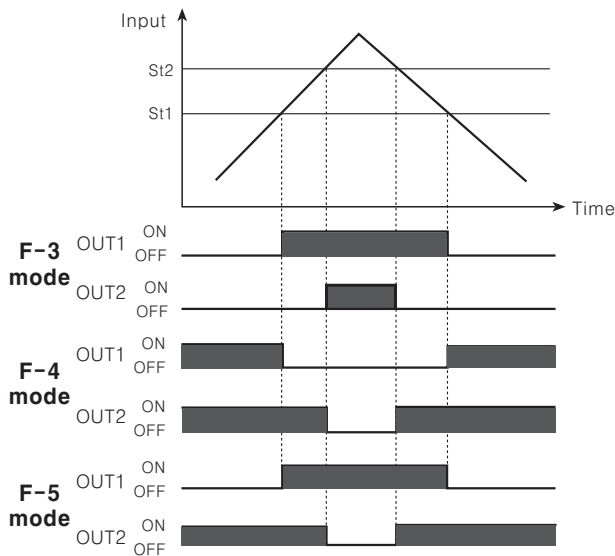 Input
St2
St1
Time
F-3
mode
OUT1
ON
OFF
OUT2
ON
OFF
F-4
mode
OUT1
ON
OFF
OUT2
ON
OFF
F-5
mode
OUT1
ON
OFF
OUT2
ON
OFF